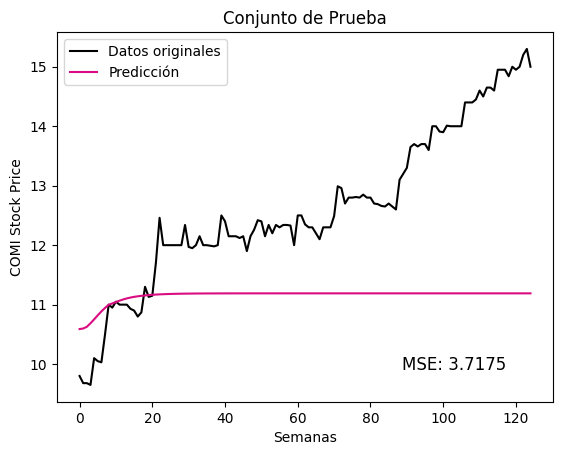 Conjunto de Prueba
Datos originales
Predicción
COMI Stock Price
15
14
13
12
11
10
MSE: 3.7175
0 20 40 60 80 100 120
Semanas